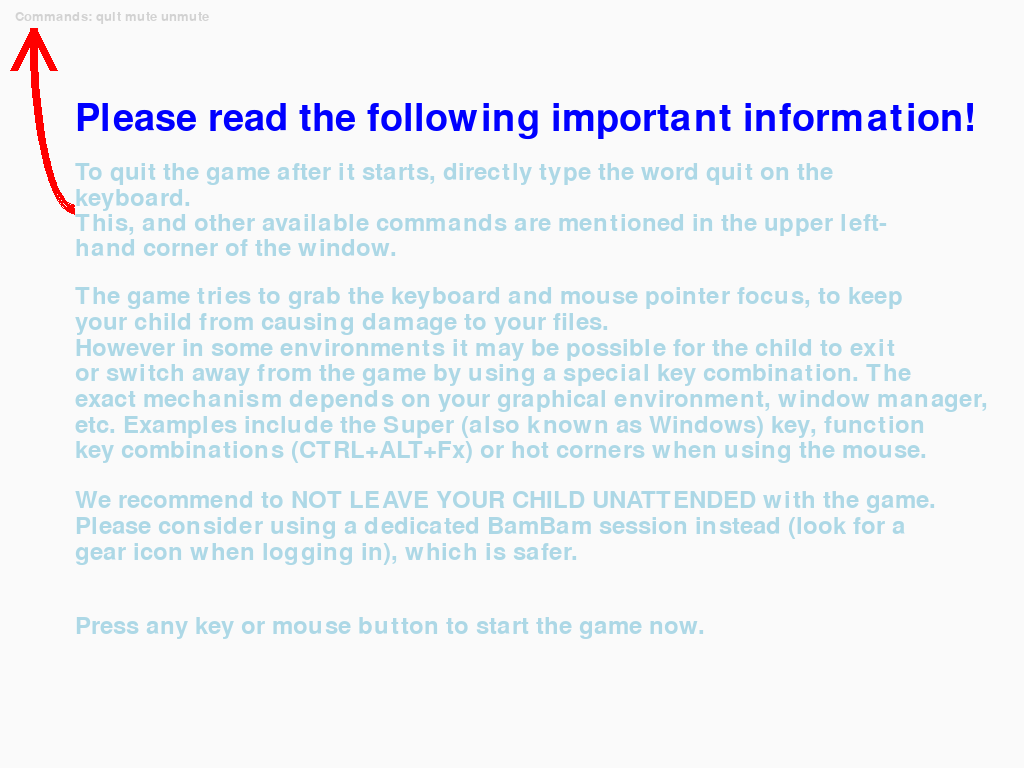 Commands: quit mute unmute
Please read the following important information!
To quit the game after it starts, directly type the word quit on the
keyboard.
This, and other available commands are mentioned in the upper left-
hand corner of the window.
The game tries to grab the keyboard and mouse pointer focus, to keep
your child from causing damage to your files.
However in some environments it may be possible for the child to exit
or switch away from the game by using a special key combination. The
exact mechanism depends on your graphical environment, window manager,
etc. Examples include the Super (also known as Windows) key, function
key combinations (CTRL+ALT+Fx) or hot corners when using the mouse.
We recommend to NOT LEAVE YOUR CHILD UNATTENDED with the game.
Please consider using a dedicated BamBam session instead (look for a
gear icon when logging in), which is safer.
Press any key or mouse button to start the game now.